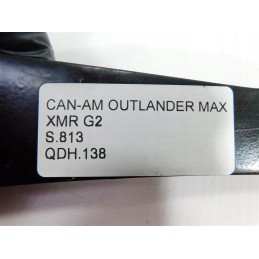 CAN-AM OUTLANDER MAX
XMR G2
S.813
QDH.138